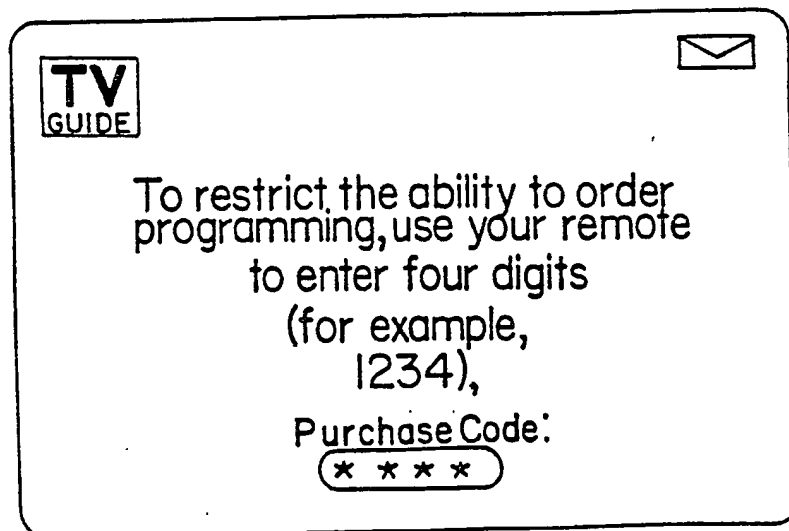 TV
GUIDE
To restrict the ability to order
programming, use your remote
to enter four digits
(for example,
1234),
Purchase Code:
* * * *